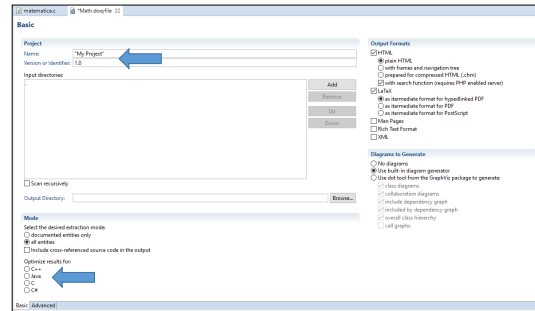 matematica.c
*Math.doxyfile
Basic
Project
Name
"My Project"
Version or Identifier:
1.0
Input directories:
.
Add
Remove
Up
Down
Scan recursively
Output Directory:
Browse...
Mode
Select the desired extraction mode:
documented entities only
all entities
Include cross-referenced source code in the output
Optimize results for:
C++
Java
C
C#
Basic Advanced
Output Formats
HTML
plain HTML
with frames and navigation tree
prepared for compressed HTML (.chm)
with search function (requires PHP enabled server)
LaTeX
as itermediate format for hyperlinked PDF
as itermediate format for PDF
as itermediate format for PostScript
Man Pages
Rich Text Format
XML
Diagrams to Generate
No diagrams
Use built-in diagram generator
Use dot tool from the GraphViz package to generate:
class diagrams
collaboration diagrams
include dependency graph
included by dependency graph
overall class hierarchy
call graphs